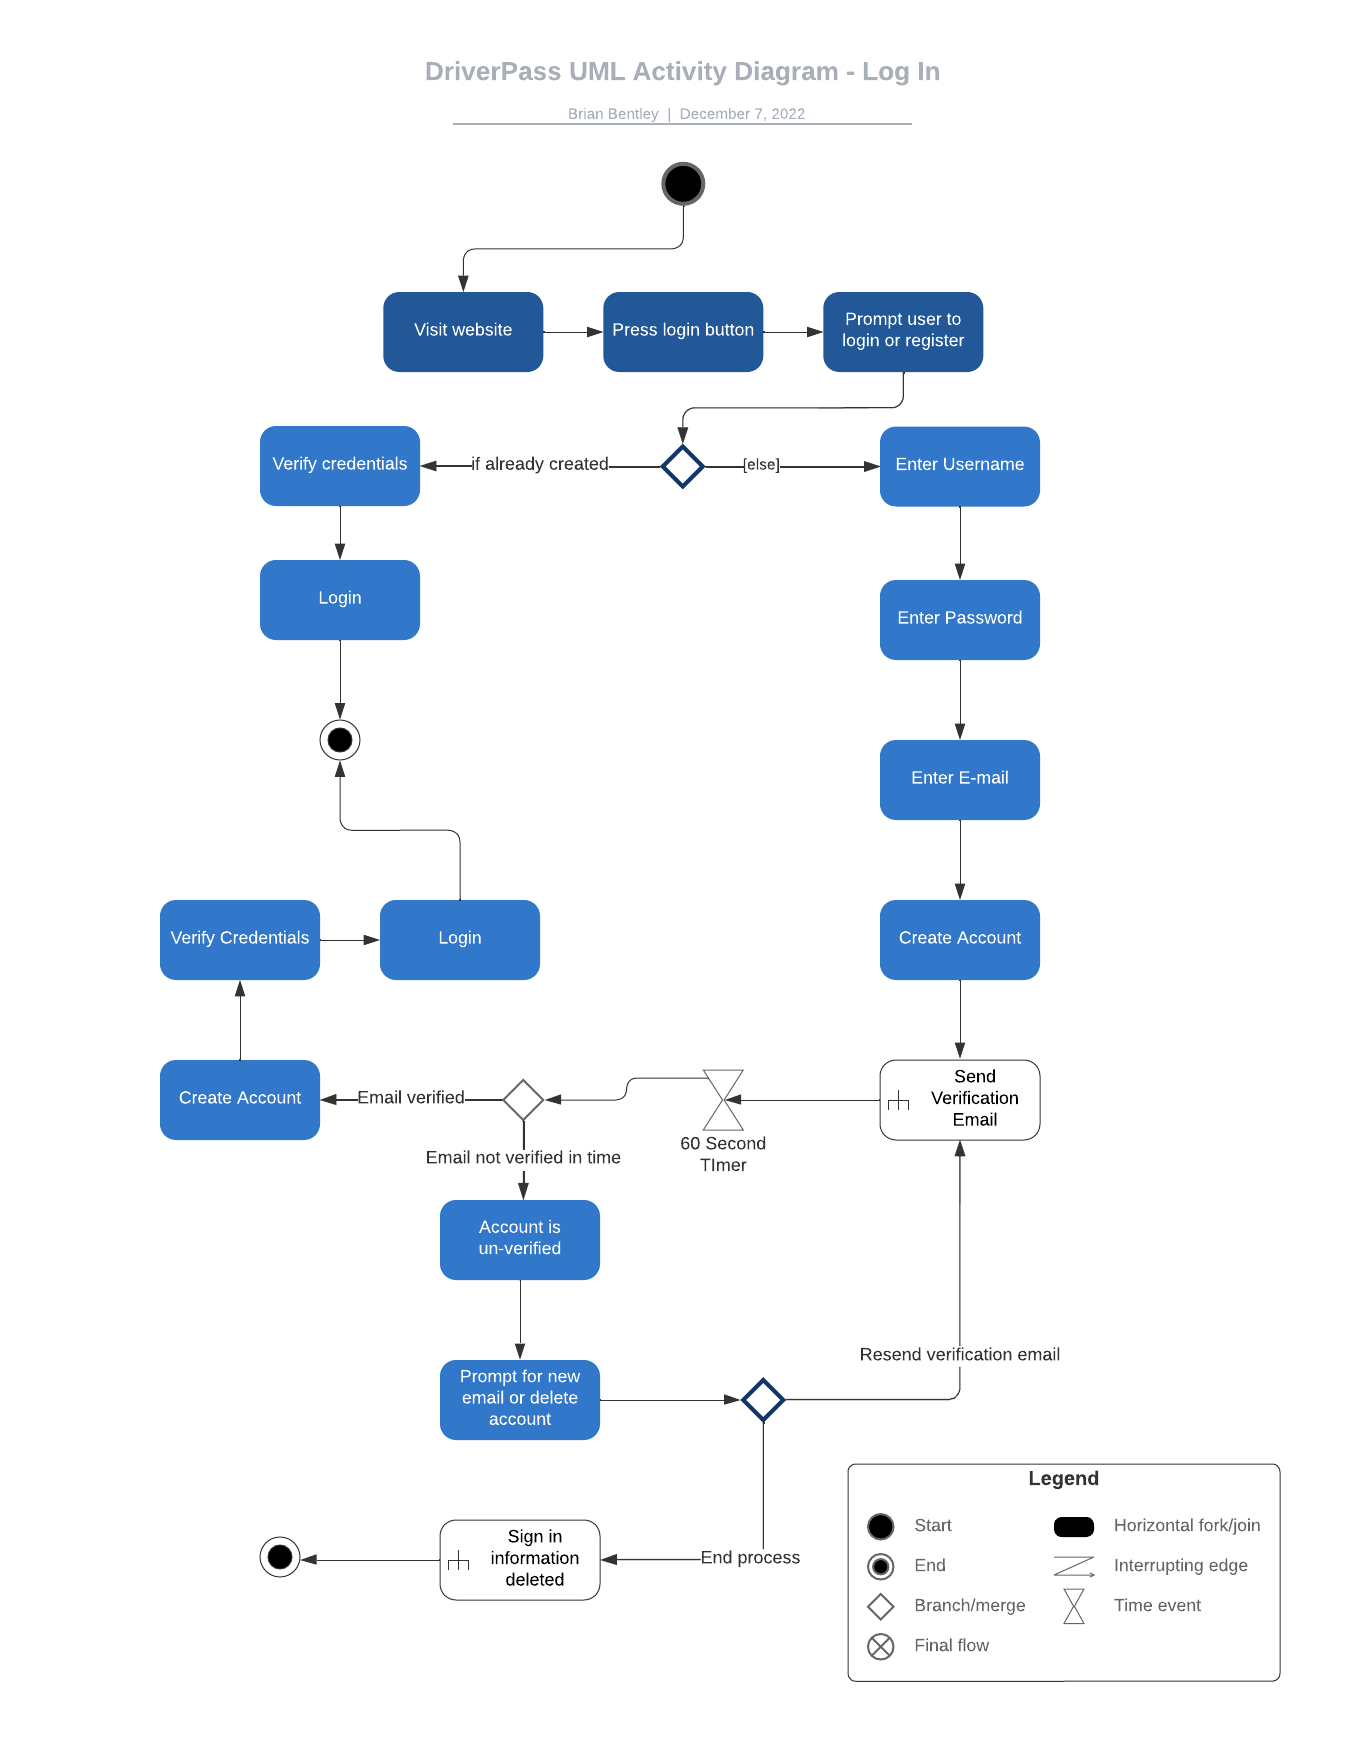 DriverPass UML Activity Diagram - Log In
Brian Bentley | December 7, 2022
Visit website
Press login button
Prompt user to
login or register
Verify credentials
if already created
[else]
Enter Username
Login
Enter Password
Enter E-mail
Verify Credentials
Login
Create Account
Create Account
Email verified
60 Second
TImer
Send
Verification
Email
Email not verified in time
Account is
un-verified
Resend verification email
Prompt for new
email or delete
account
Sign in
information
deleted
End process
Legend
Start
Horizontal fork/join
End
Interrupting edge
Branch/merge
Time event
Final flow